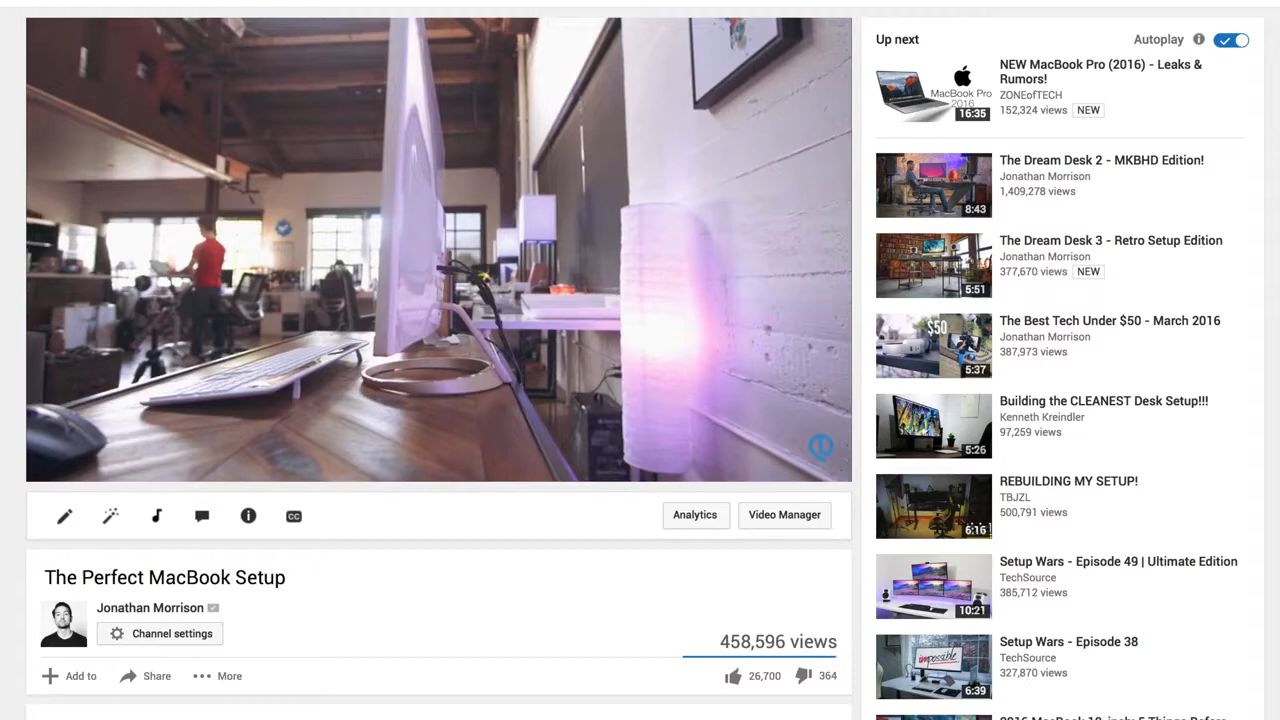 Up next
Autoplay
NEW MacBook Pro (2016) - Leaks &
Rumors!
ZONEofTECH
152,324 views NEW
MacBook Pro
2016
16:35
The Dream Desk 2 - MKBHD Edition!
Jonathan Morrison
1,409,278 views
8:43
The Dream Desk 3 - Retro Setup Edition
Jonathan Morrison
377,670 views NEW
5:51
The Best Tech Under $50 - March 2016
Jonathan Morrison
387,973 views
$50
5:37
Building the CLEANEST Desk Setup!!!
Kenneth Kreindler
97,259 views
5:26
REBUILDING MY SETUP!
TBJZL
500,791 views
6:16
Setup Wars - Episode 49 | Ultimate Edition
TechSource
385,712 views
10:21
Setup Wars - Episode 38
TechSource
327,870 views
impossible
6:39
CC
Analytics
Video Manager
The Perfect MacBook Setup
Jonathan Morrison
Channel settings
458,596 views
Add to
Share
More
26,700
364